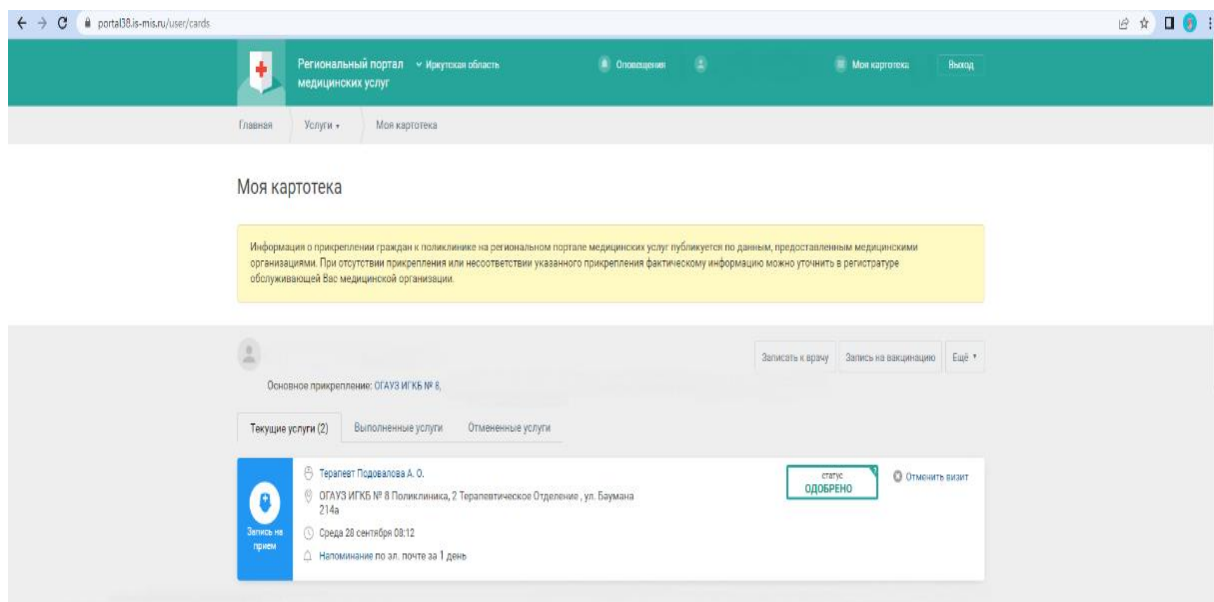 portal38.is-mis.ru/user/cards
Региональный портал
медицинских услуг
Иркутская область
Оповещения
Моя картотека
Выход
Главная
Услуги
Моя картотека
Моя картотека
Информация о прикреплении граждан к поликлинике на региональном портале медицинских услуг публикуется по данным, предоставленным медицинскими
организациями. При отсутствии прикрепления или несоответствии указанного прикрепления фактическому информацию можно уточнить в регистратуре
обслуживающей Вас медицинской организации.
Записать к врачу
Запись на вакцинацию
Ещё
Основное прикрепление: ОГАУЗ ИГКБ № 8,
Текущие услуги (2)
Выполненные услуги
Отмененные услуги
Запись на
прием
Терапевт Подовалова А. О.
ОГАУЗ ИГКБ № 8 Поликлиника, 2 Терапевтическое Отделение , ул. Баумана
214а
Среда 28 сентября 08:12
Напоминание по эл. почте за 1 день
статус
ОДОБРЕНО
Отменить визит